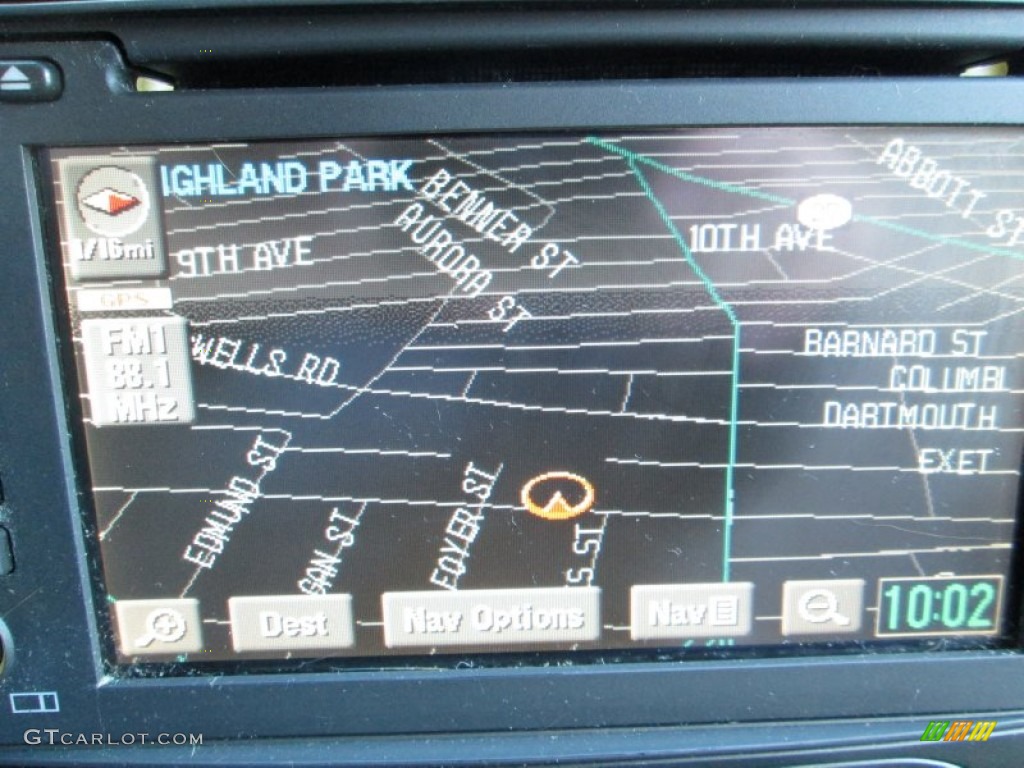 IGHLAND PARK
BENNER ST
ABBOTT ST
AURORA ST
10TH AVE
9TH AVE
1/16mi
GPS
FM1
88.1
MHz
WELLS RD
BARNARD ST
COLUMBI
DARTMOUTH
EXET
EDMUND ST
GAN ST
FOYER ST
S ST
Dest
Nav Options
Nav
10:02
GTCARLOT.COM